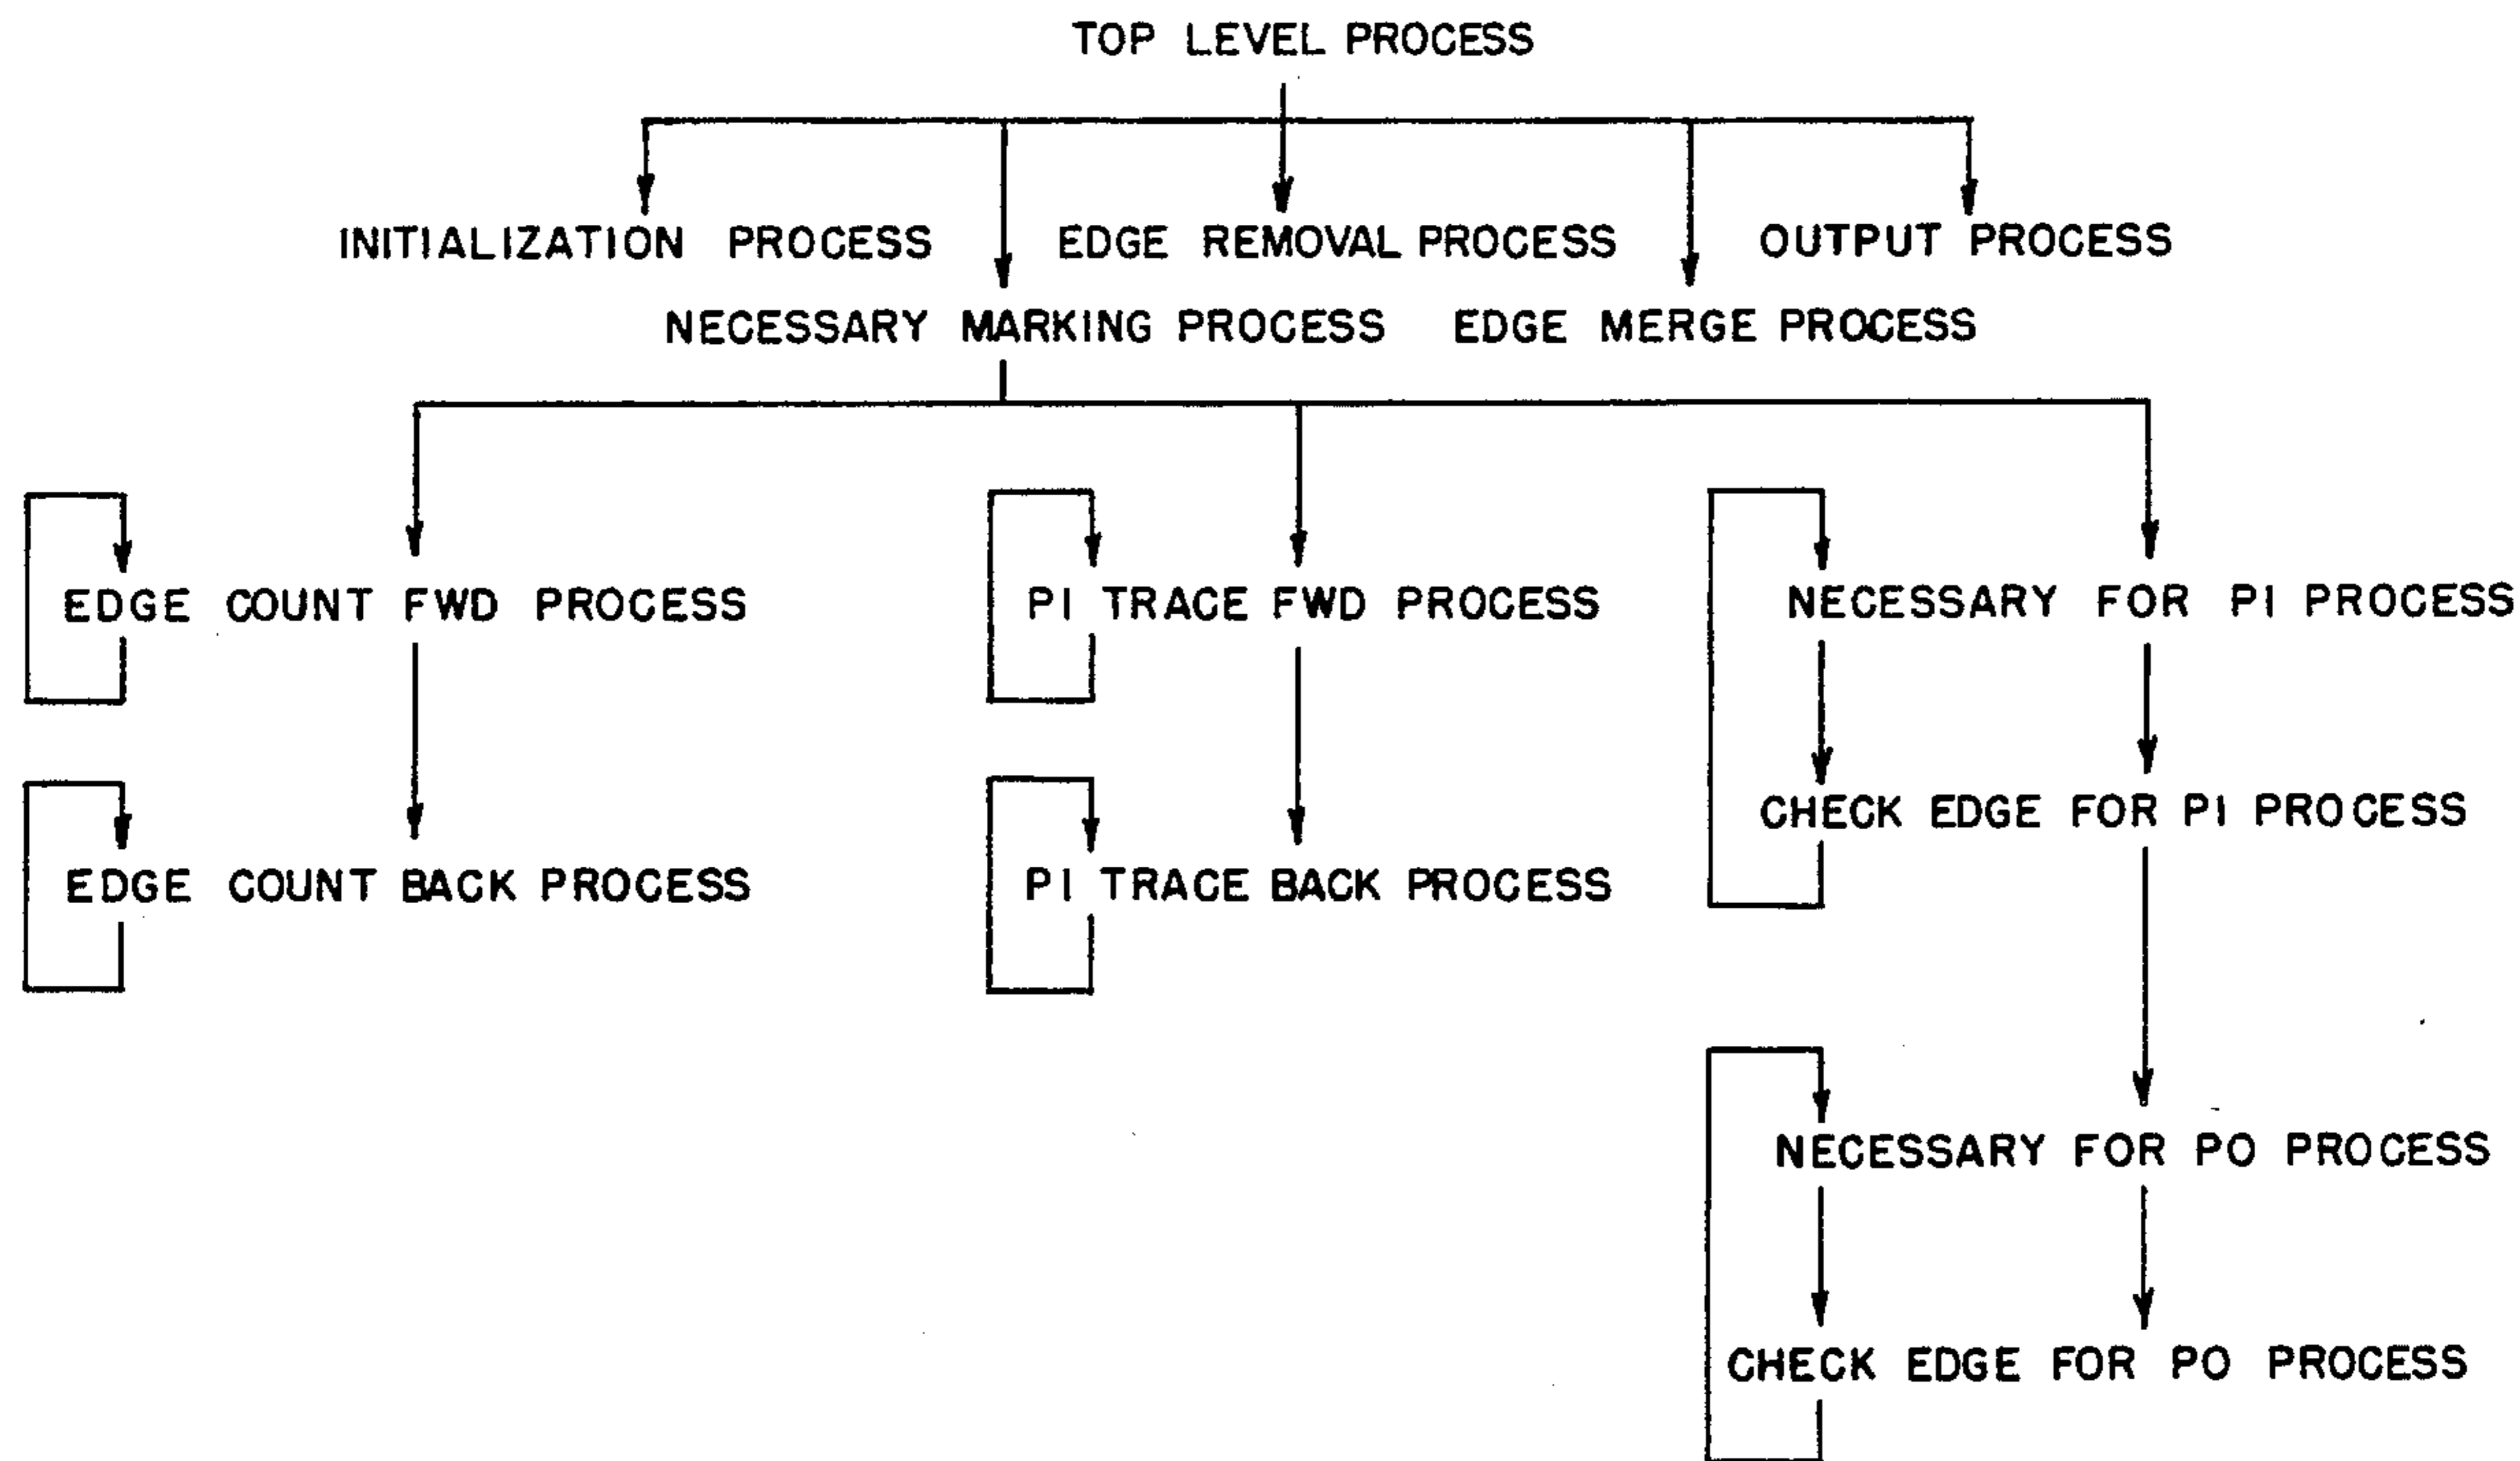 TOP LEVEL PROCESS
INITIALIZATION PROCESS
EDGE REMOVAL PROCESS
OUTPUT PROCESS
NECESSARY MARKING PROCESS
EDGE MERGE PROCESS
EDGE COUNT FWD PROCESS
PI TRACE FWD PROCESS
NECESSARY FOR PI PROCESS
CHECK EDGE FOR PI PROCESS
EDGE COUNT BACK PROCESS
PI TRACE BACK PROCESS
NECESSARY FOR PO PROCESS
CHECK EDGE FOR PO PROCESS